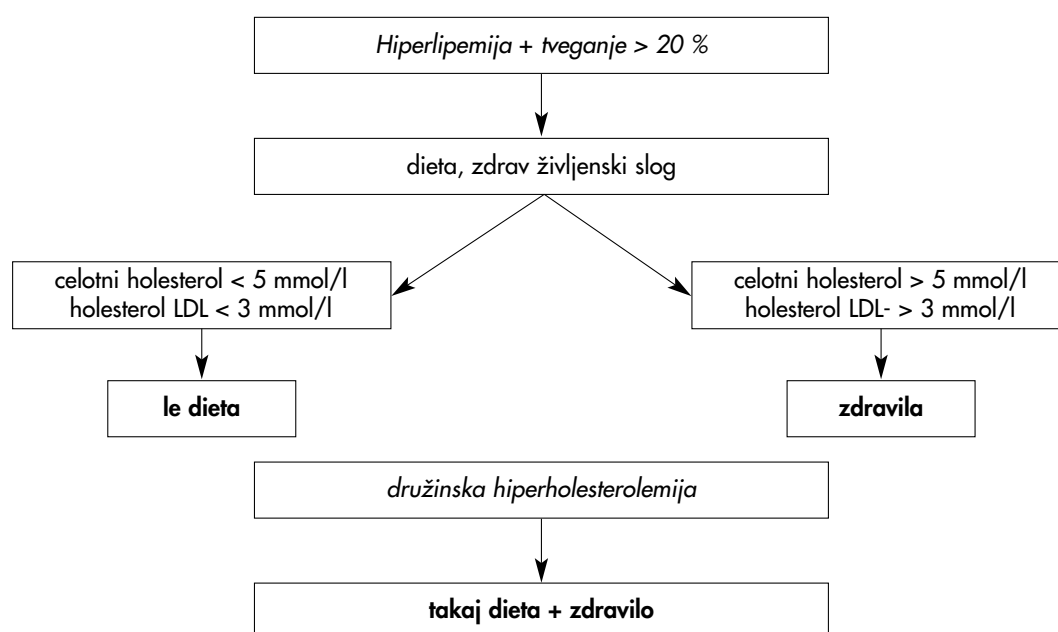 Hiperlipemija + tveganje > 20 %
dieta, zdrav življenski slog
celotni holesterol < 5 mmol/l
holesterol LDL < 3 mmol/l
celotni holesterol > 5 mmol/l
holesterol LDL- > 3 mmol/l
le dieta
zdravila
družinska hiperholesterolemija
takaj dieta + zdravilo